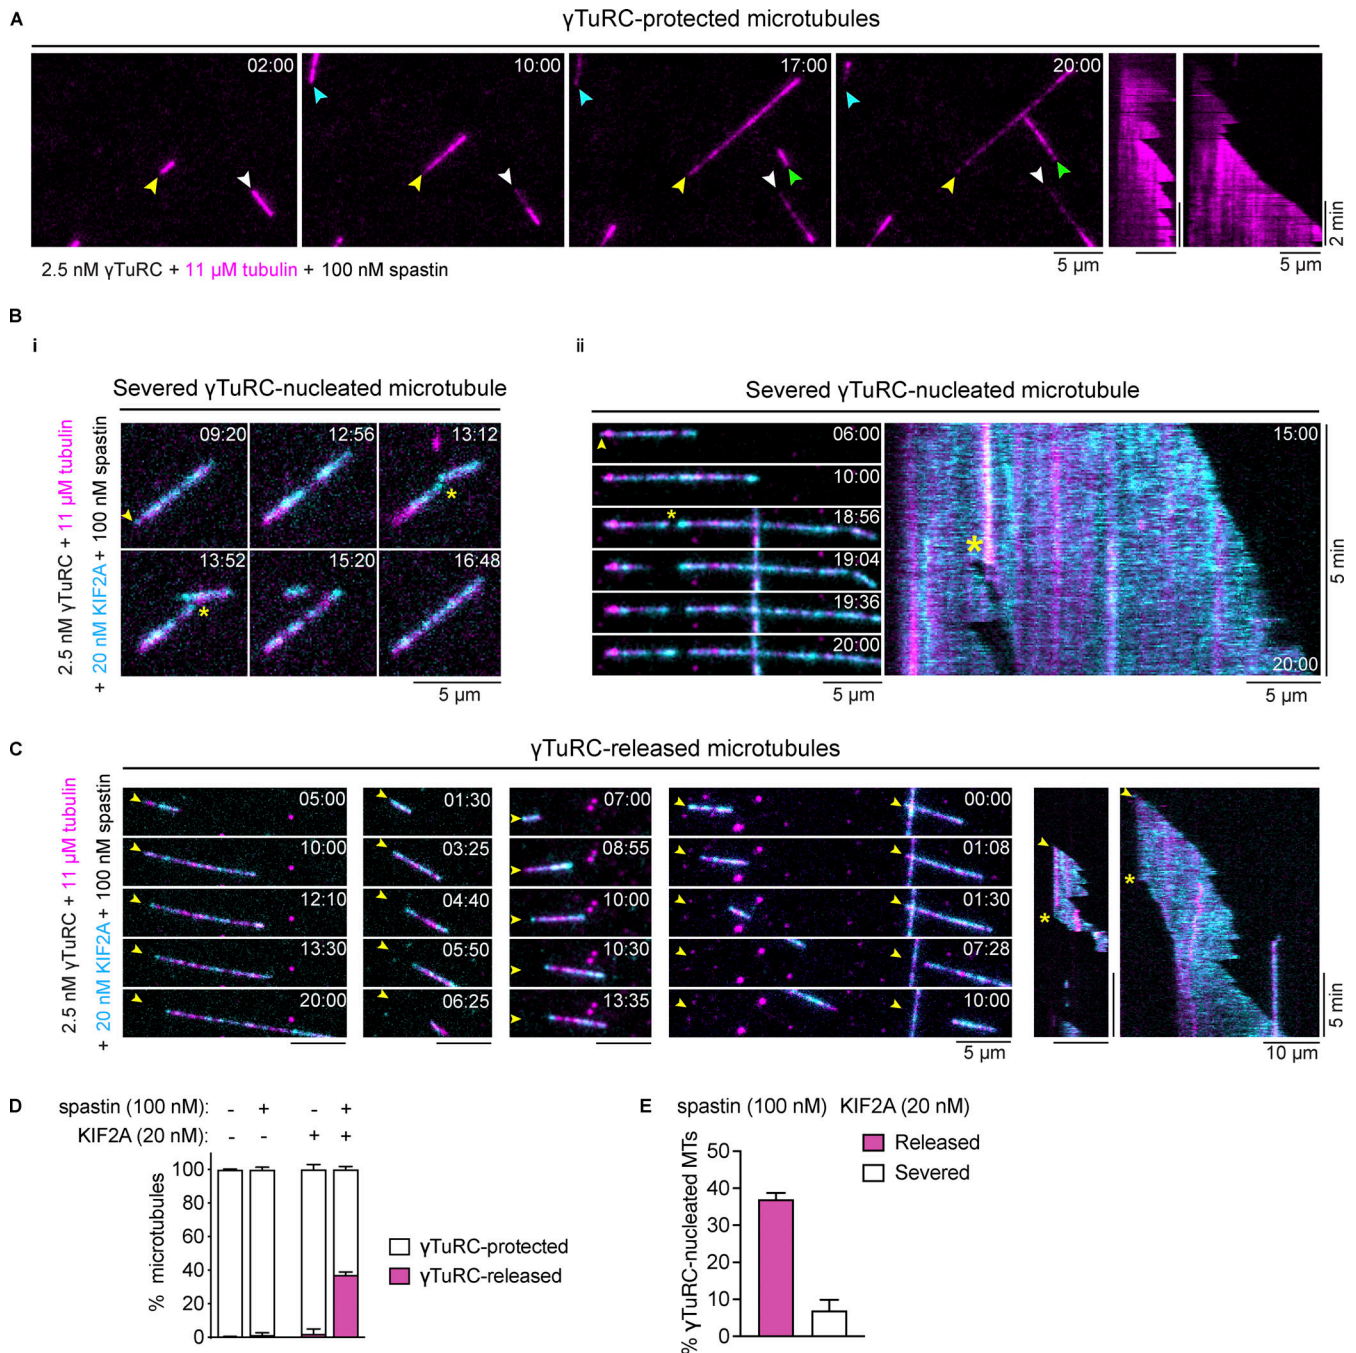 A
γTuRC-protected microtubules
02:00
10:00
17:00
20:00
2 min
5 µm
5 µm
2.5 nM γTuRC + 11 µM tubulin + 100 nM spastin
B
i
ii
Severed γTuRC-nucleated microtubule
Severed γTuRC-nucleated microtubule
2.5 nM γTuRC + 11 µM tubulin
+ 20 nM KIF2A + 100 nM spastin
09:20
12:56
13:12
*
13:52
15:20
16:48
*
5 µm
06:00
10:00
*
18:56
19:04
19:36
20:00
5 µm
15:00
*
20:00
5 min
5 µm
C
γTuRC-released microtubules
2.5 nM γTuRC + 11 µM tubulin
+ 20 nM KIF2A + 100 nM spastin
05:00
10:00
12:10
13:30
20:00
01:30
03:25
04:40
05:50
06:25
07:00
08:55
10:00
10:30
13:35
00:00
01:08
01:30
07:28
10:00
5 µm
*
*
5 min
10 µm
D
spastin (100 nM): - + - +
KIF2A (20 nM): - - + +
% microtubules
100
80
60
40
20
0
γTuRC-protected
γTuRC-released
E
spastin (100 nM) KIF2A (20 nM)
% γTuRC-nucleated MTs
50
40
30
20
10
0
Released
Severed